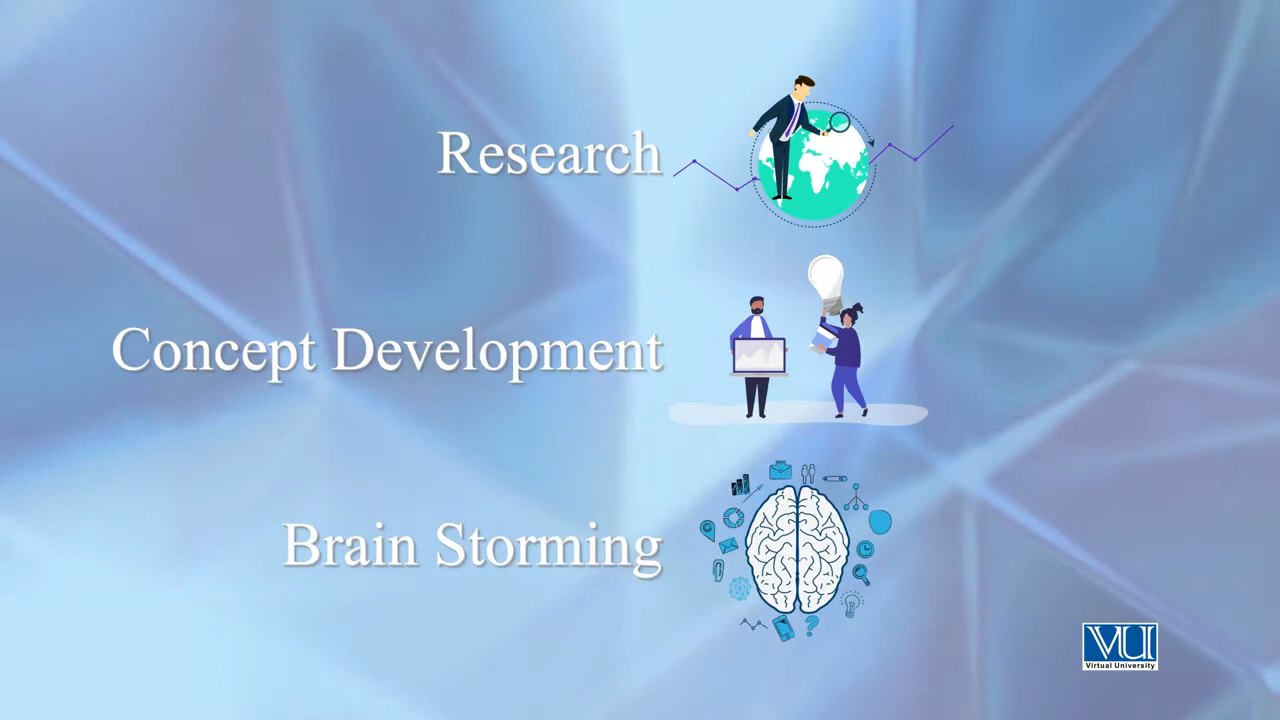 Research
Concept Development
Brain Storming
VU
Virtual University